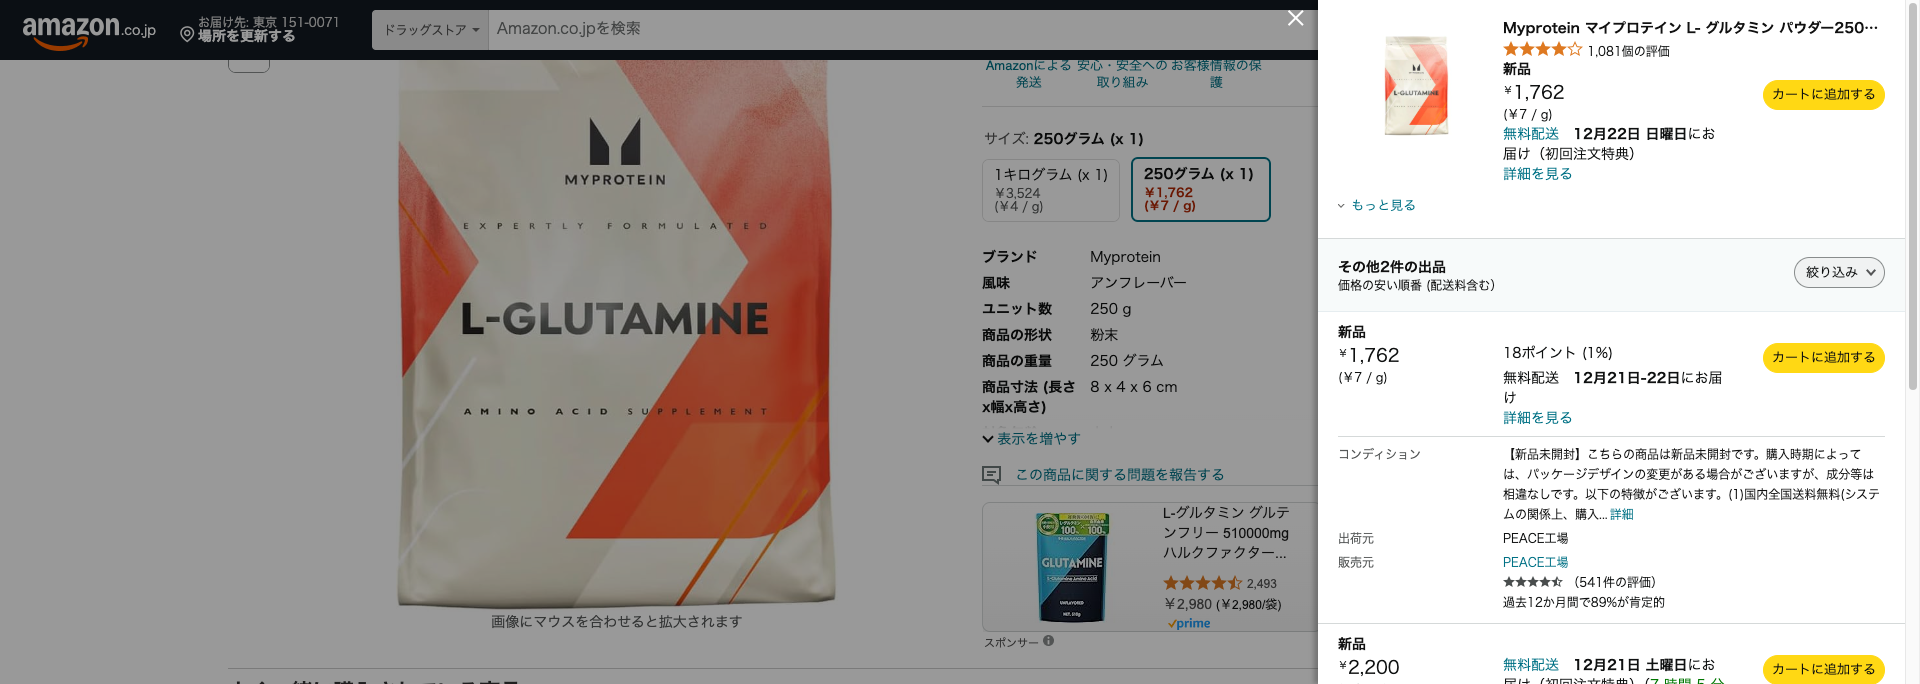 amazon.co.jp
お届け先: 東京 151-0071
場所を更新する
ドラッグストア
Amazon.co.jpを検索
MYPROTEIN
EXPERTLY FORMULATED
L-GLUTAMINE
AMINO ACID SUPPLEMENT
画像にマウスを合わせると拡大されます
Amazonによる発送
安心・安全への取り組み
お客様情報の保護
サイズ: 250グラム (x 1)
1キログラム (x 1)
¥3,524
(¥4 / g)
250グラム (x 1)
¥1,762
(¥7 / g)
ブランド Myprotein
風味 アンフレーバー
ユニット数 250 g
商品の形状 粉末
商品の重量 250 グラム
商品寸法 (長さ 8 x 4 x 6 cm
x幅x高さ)
表示を増やす
この商品に関する問題を報告する
GLUTAMINE
L-Glutamine Amino Acid
UNFLAVORED
L-グルタミン グルテ
ンフリー 510000mg
ハルクファクター...
2,493
¥2,980 (¥2,980/袋)
prime
スポンサー
Myprotein マイプロテイン L- グルタミン パウダー250…
1,081個の評価
新品
¥1,762
(¥7 / g)
カートに追加する
無料配送 12月22日 日曜日にお
届け（初回注文特典）
詳細を見る
L-GLUTAMINE
もっと見る
その他2件の出品
価格の安い順番 (配送料含む)
絞り込み
新品
¥1,762
(¥7 / g)
18ポイント (1%)
無料配送 12月21日-22日にお届
け
詳細を見る
カートに追加する
コンディション
【新品未開封】こちらの商品は新品未開封です。購入時期によって
は、パッケージデザインの変更がある場合がございますが、成分等は
相違なしです。以下の特徴がございます。(1)国内全国送料無料(システ
ムの関係上、購入... 詳細
出荷元 PEACE工場
販売元 PEACE工場
(541件の評価)
過去12か月間で89%が肯定的
新品
¥2,200
無料配送 12月21日 土曜日にお
届け（初回注文特典）(7 時間 5 分
カートに追加する